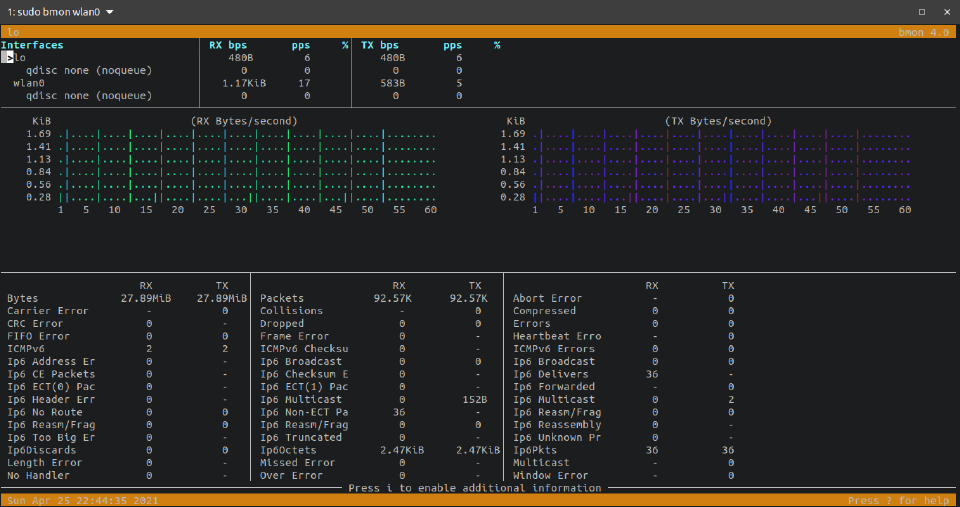 1: sudo bmon wlan0
lo bmon 4.0
Interfaces RX bps pps % TX bps pps %
>lo 480B 6 480B 6
qdisc none (noqueue) 0 0 0 0
wlan0 1.17KiB 17 583B 5
qdisc none (noqueue) 0 0 0 0
KiB (RX Bytes/second) KiB (TX Bytes/second)
1.69 1.69
1.41 1.41
1.13 1.13
0.84 0.84
0.56 0.56
0.28 0.28
1 5 10 15 20 25 30 35 40 45 50 55 60 1 5 10 15 20 25 30 35 40 45 50 55 60
RX TX RX TX RX TX
Bytes 27.89MiB 27.89MiB Packets 92.57K 92.57K Abort Error - 0
Carrier Error - 0 Collisions - 0 Compressed 0 0
CRC Error 0 - Dropped 0 0 Errors 0 0
FIFO Error 0 0 Frame Error 0 - Heartbeat Erro - 0
ICMPv6 2 2 ICMPv6 Checksu 0 - ICMPv6 Errors 0 0
Ip6 Address Er 0 - Ip6 Broadcast 0 0 Ip6 Broadcast 0 0
Ip6 CE Packets 0 - Ip6 Checksum E 0 - Ip6 Delivers 36 -
Ip6 ECT(0) Pac 0 - Ip6 ECT(1) Pac 0 - Ip6 Forwarded - 0
Ip6 Header Err 0 - Ip6 Multicast 0 152B Ip6 Multicast 0 2
Ip6 No Route 0 0 Ip6 Non-ECT Pa 36 - Ip6 Reasm/Frag 0 0
Ip6 Reasm/Frag 0 0 Ip6 Reasm/Frag 0 0 Ip6 Reassembly 0 -
Ip6 Too Big Er 0 - Ip6 Truncated 0 - Ip6 Unknown Pr 0 -
Ip6Discards 0 0 Ip6Octets 2.47KiB 2.47KiB Ip6Pkts 36 36
Length Error 0 - Missed Error 0 - Multicast - 0
No Handler 0 - Over Error 0 - Window Error - 0
Press i to enable additional information
Sun Apr 25 22:44:35 2021 Press ? for help